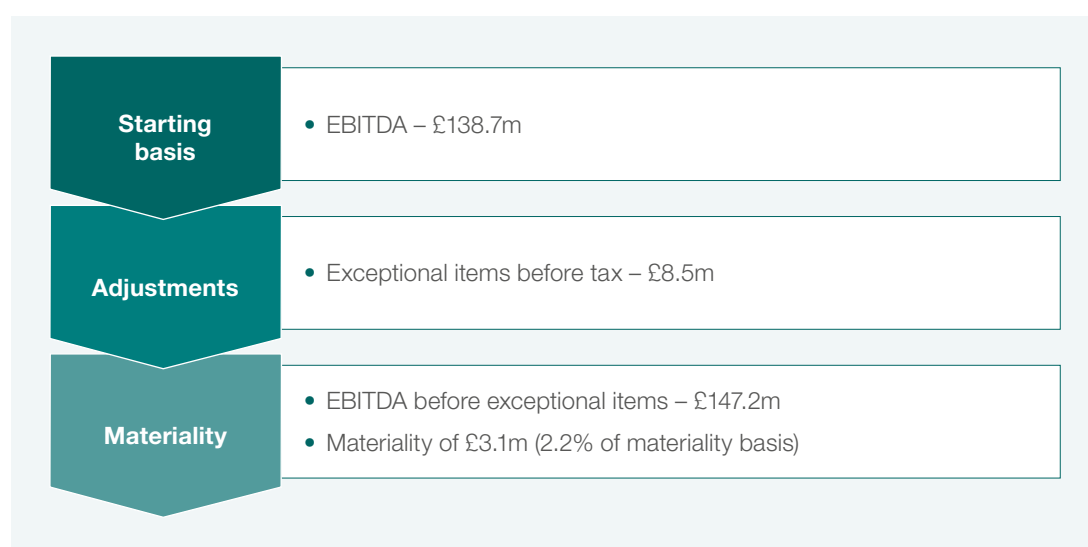 Starting
basis
• EBITDA – £138.7m
Adjustments
• Exceptional items before tax – £8.5m
Materiality
• EBITDA before exceptional items – £147.2m
• Materiality of £3.1m (2.2% of materiality basis)